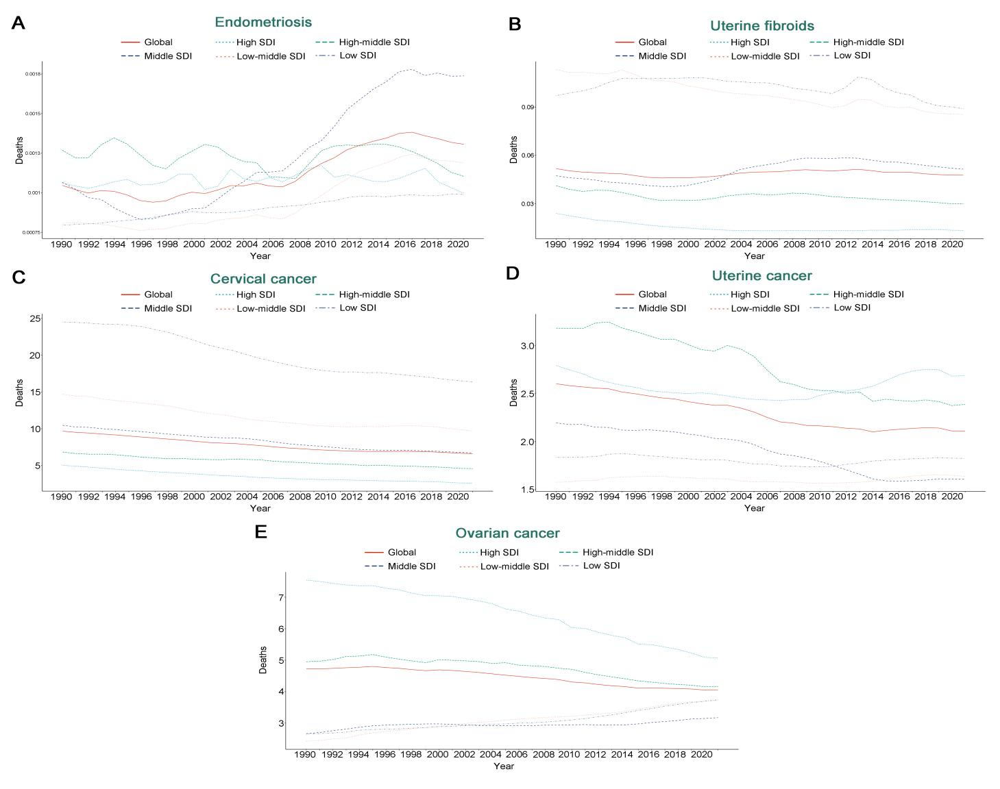 A
Endometriosis
Global
High SDI
High-middle SDI
Middle SDI
Low-middle SDI
Low SDI
0.0018
0.0015
0.0013
0.001
0.00075
Deaths
1990 1992 1994 1996 1998 2000 2002 2004 2006 2008 2010 2012 2014 2016 2018 2020
Year
B
Uterine fibroids
Global
High SDI
High-middle SDI
Middle SDI
Low-middle SDI
Low SDI
0.09
0.06
0.03
Deaths
1990 1992 1994 1996 1998 2000 2002 2004 2006 2008 2010 2012 2014 2016 2018 2020
Year
C
Cervical cancer
Global
High SDI
High-middle SDI
Middle SDI
Low-middle SDI
Low SDI
25
20
15
10
5
Deaths
1990 1992 1994 1996 1998 2000 2002 2004 2006 2008 2010 2012 2014 2016 2018 2020
Year
D
Uterine cancer
Global
High SDI
High-middle SDI
Middle SDI
Low-middle SDI
Low SDI
3.0
2.5
2.0
1.5
Deaths
1990 1992 1994 1996 1998 2000 2002 2004 2006 2008 2010 2012 2014 2016 2018 2020
Year
E
Ovarian cancer
Global
High SDI
High-middle SDI
Middle SDI
Low-middle SDI
Low SDI
7
6
5
4
3
Deaths
1990 1992 1994 1996 1998 2000 2002 2004 2006 2008 2010 2012 2014 2016 2018 2020
Year